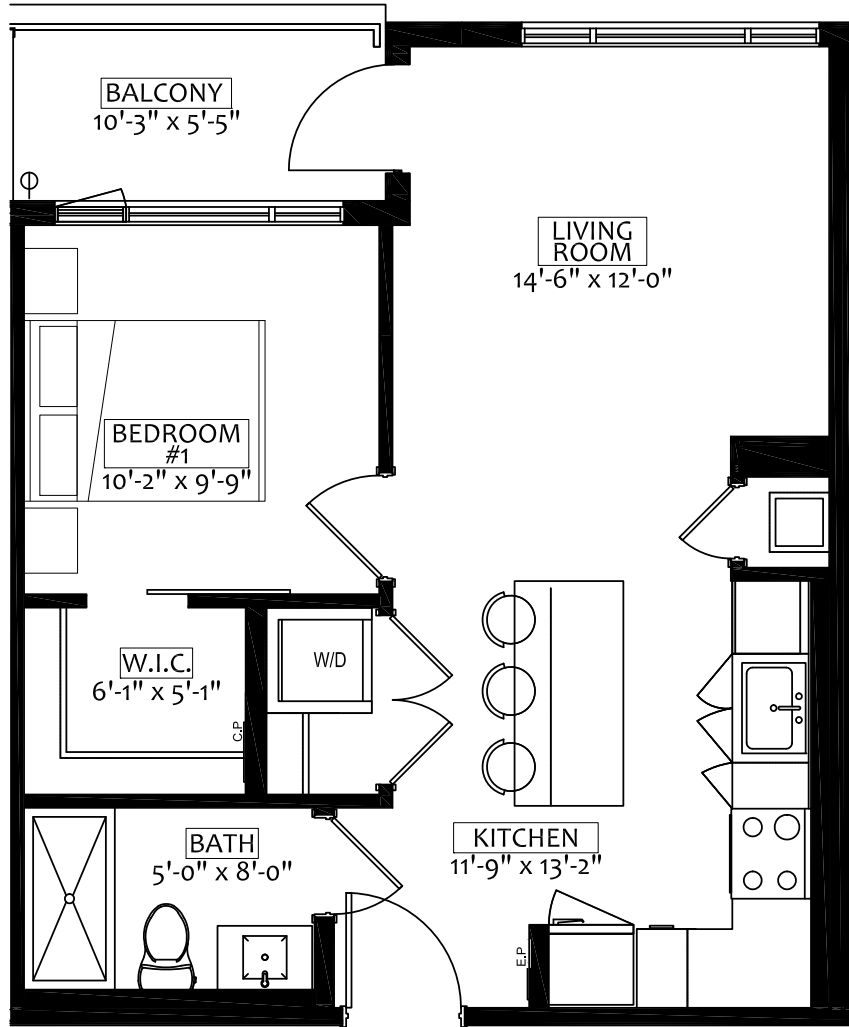 BALCONY
10'-3" x 5'-5"
LIVING
ROOM
14'-6" x 12'-0"
BEDROOM
#1
10'-2" x 9'-9"
W.I.C.
6'-1" x 5'-1"
W/D
C.P
BATH
5'-0" x 8'-0"
KITCHEN
11'-9" x 13'-2"
E.P